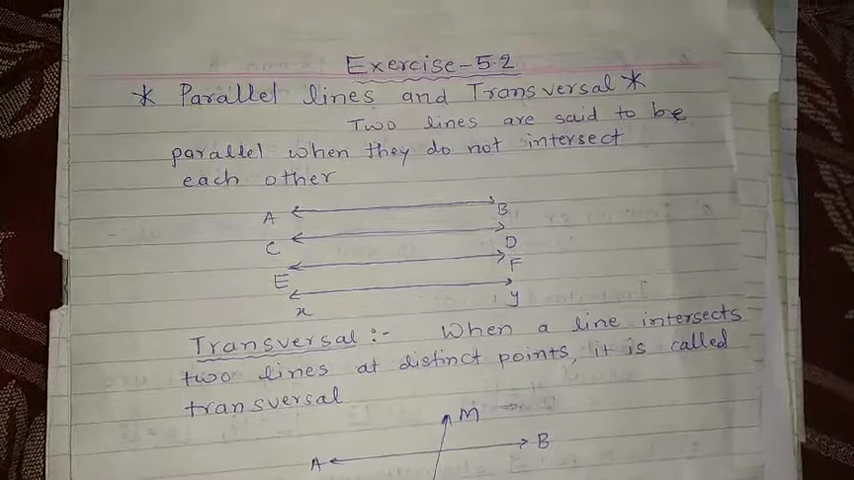 Exercise-5.2
* Parallel lines and Transversal *
Two lines are said to be
parallel when they do not intersect
each other
A B
C D
E F
x y
Transversal :- When a line intersects
two lines at distinct points, it is called
transversal
M
A B